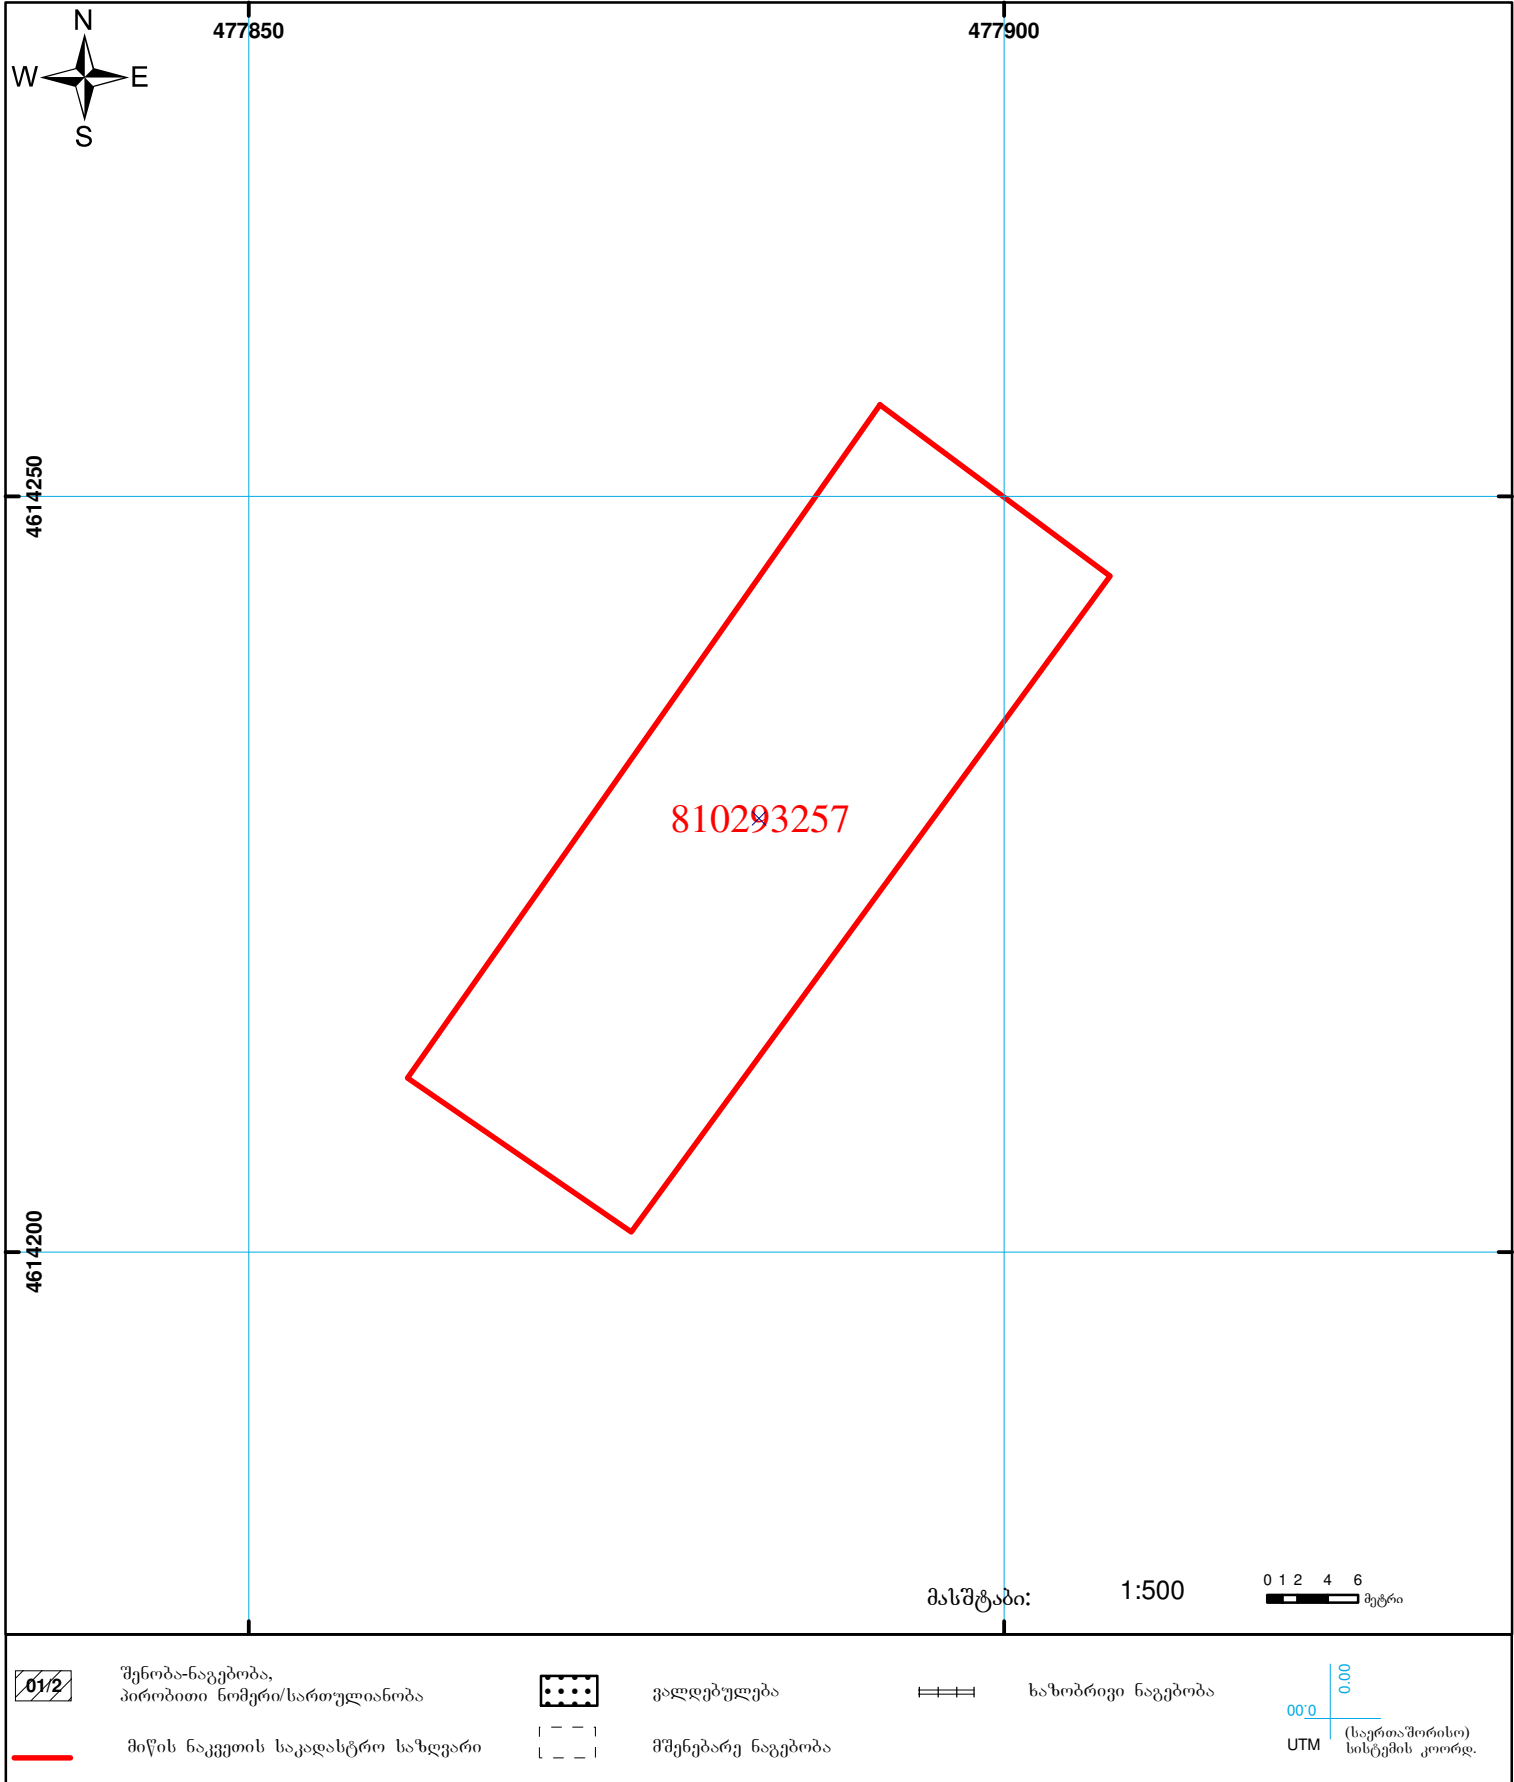 N
W E
S
477850
477900
4614250
810293257
4614200
მასშტაბი: 1:500
0 1 2 4 6
მეტრი
01/2
შენობა-ნაგებობა,
პირობითი ნომერი/სართულიანობა
ვალდებულება
ხაზობრივი ნაგებობა
00.0
0.00
UTM
(საერთაშორისო)
სისტემის კოორდ.
მიწის ნაკვეთის საკადასტრო საზღვარი
მშენებარე ნაგებობა